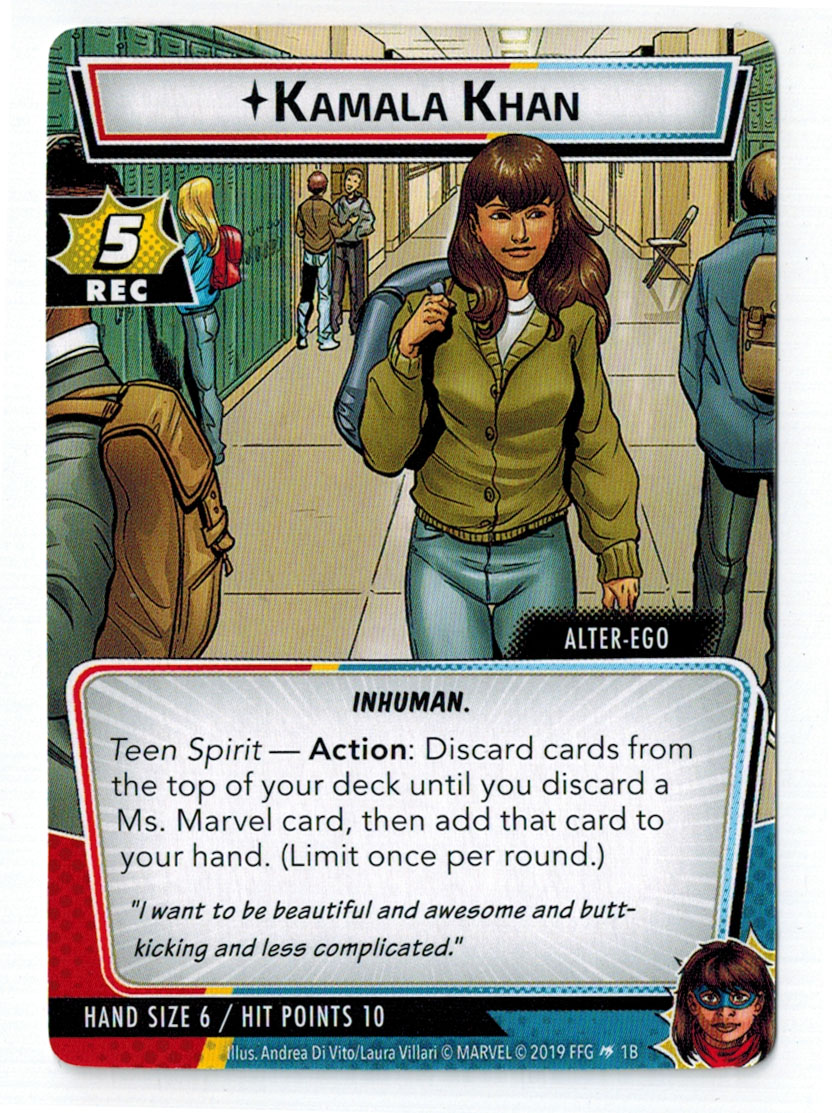 KAMALA KHAN
5
REC
ALTER-EGO
INHUMAN.
Teen Spirit — Action: Discard cards from
the top of your deck until you discard a
Ms. Marvel card, then add that card to
your hand. (Limit once per round.)
"I want to be beautiful and awesome and butt-
kicking and less complicated."
HAND SIZE 6 / HIT POINTS 10
Illus. Andrea Di Vito/Laura Villari © MARVEL © 2019 FFG 1B